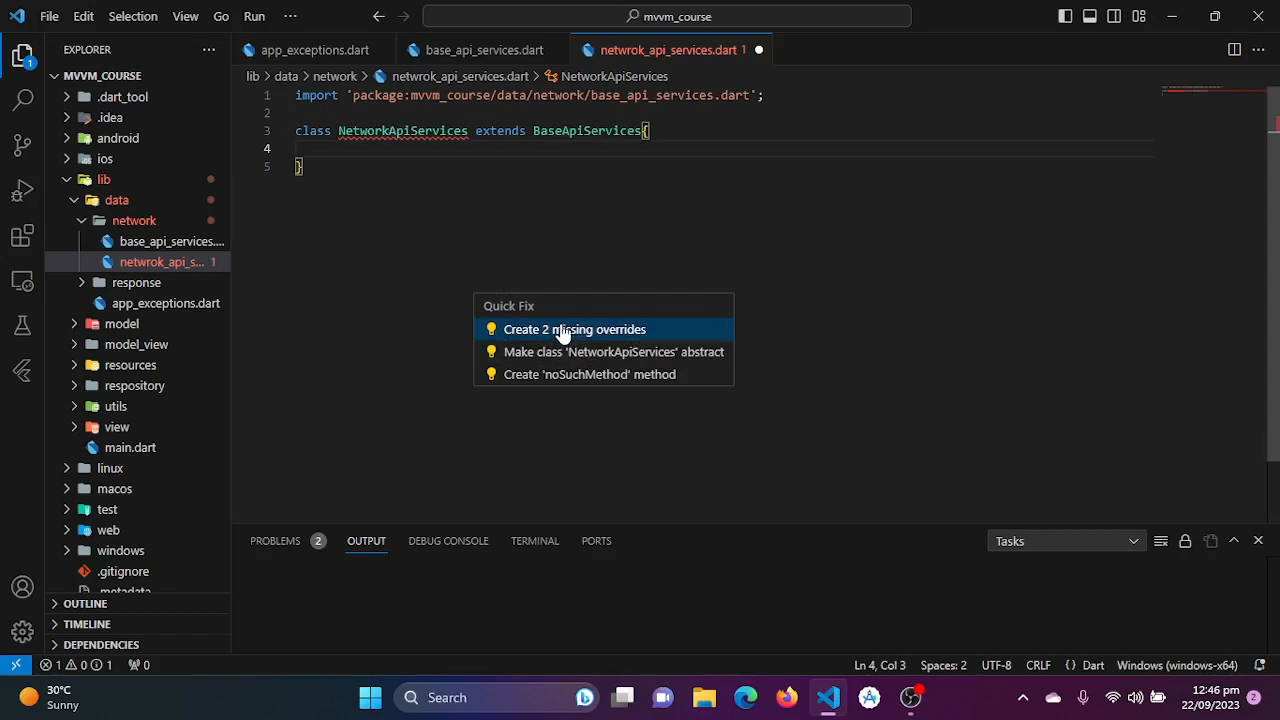 File Edit Selection View Go Run ··· mvvm_course
EXPLORER
MVVM_COURSE
.dart_tool
.idea
android
ios
lib
data
network
base_api_services....
netwrok_api_s... 1
response
app_exceptions.dart
model
model_view
resources
respository
utils
view
main.dart
linux
macos
test
web
windows
.gitignore
.metadata
OUTLINE
TIMELINE
DEPENDENCIES
app_exceptions.dart base_api_services.dart netwrok_api_services.dart 1
lib > data > network > netwrok_api_services.dart > NetworkApiServices
1 import 'package:mvvm_course/data/network/base_api_services.dart';
2
3 class NetworkApiServices extends BaseApiServices{
4
5 }
Quick Fix
Create 2 missing overrides
Make class 'NetworkApiServices' abstract
Create 'noSuchMethod' method
PROBLEMS 2 OUTPUT DEBUG CONSOLE TERMINAL PORTS Tasks
1 0 1 0 Ln 4, Col 3 Spaces: 2 UTF-8 CRLF {} Dart Windows (windows-x64)
30°C
Sunny
Search
12:46 pm
22/09/2023
2
1